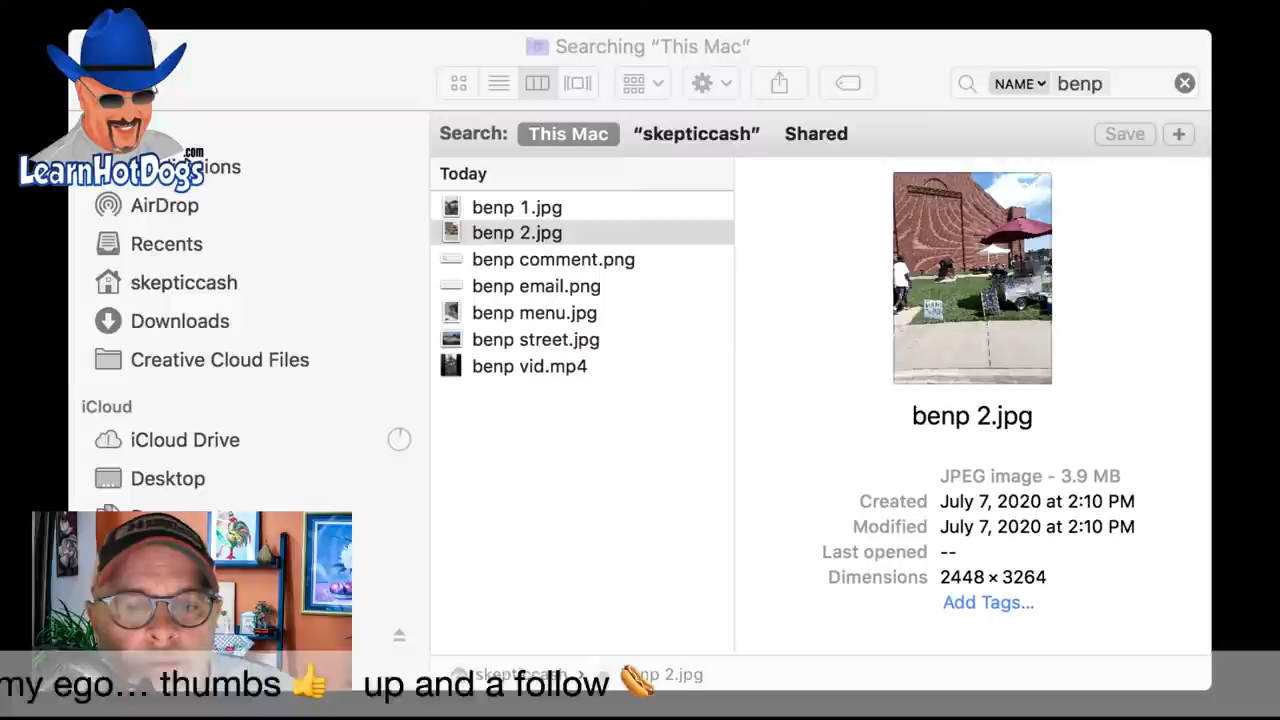 Searching “This Mac”
NAME
benp
LearnHotDogs
.com
Search:
This Mac
“skepticcash”
Shared
Save
+
AirDrop
Recents
skepticcash
Downloads
Creative Cloud Files
iCloud
iCloud Drive
Desktop
Today
benp 1.jpg
benp 2.jpg
benp comment.png
benp email.png
benp menu.jpg
benp street.jpg
benp vid.mp4
benp 2.jpg
JPEG image - 3.9 MB
Created July 7, 2020 at 2:10 PM
Modified July 7, 2020 at 2:10 PM
Last opened --
Dimensions 2448 × 3264
Add Tags...
skepticcash › benp 2.jpg
my ego... thumbs 👍 up and a follow 🌭